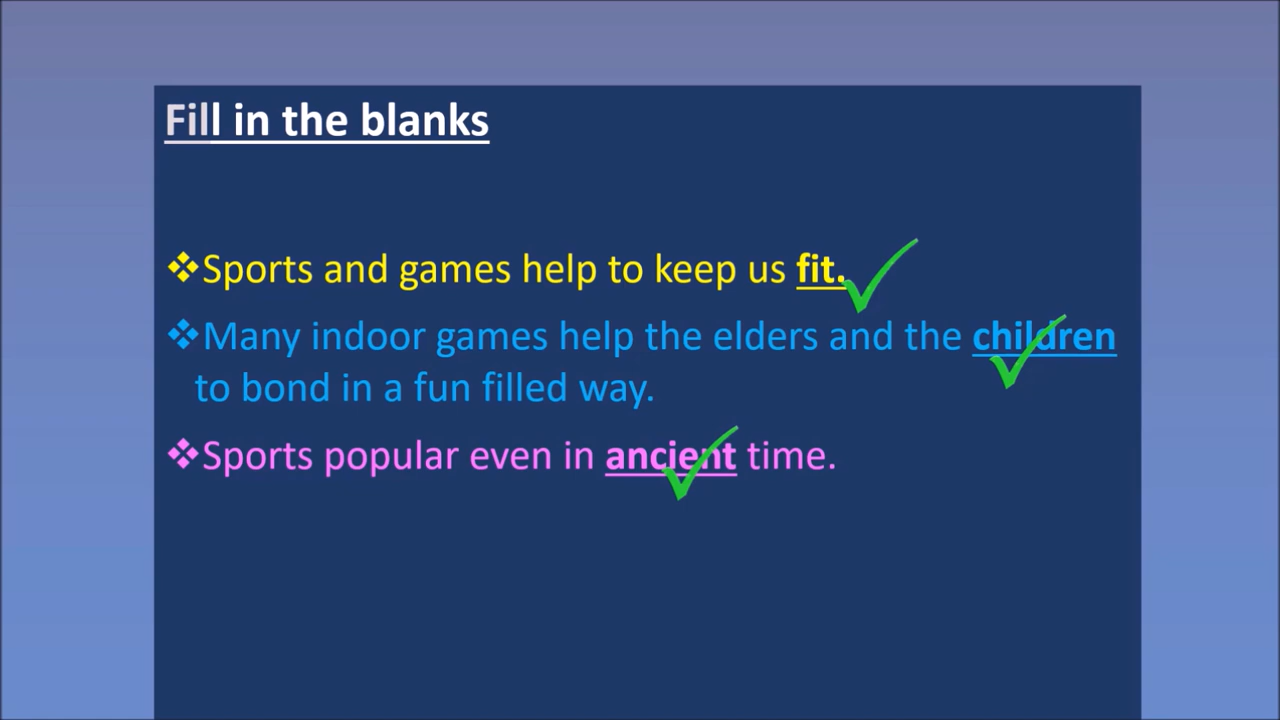 Fill in the blanks
❖Sports and games help to keep us fit.
❖Many indoor games help the elders and the children
to bond in a fun filled way.
❖Sports popular even in ancient time.